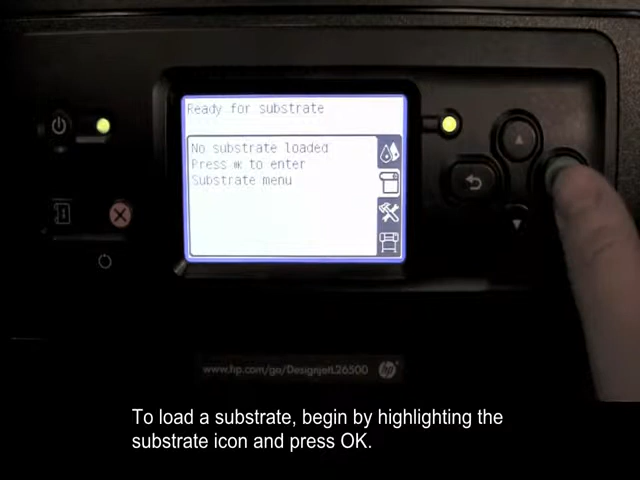 Ready for substrate
No substrate loaded
Press OK to enter
Substrate menu
www.hp.com/go/DesignjetL26500
hp
To load a substrate, begin by highlighting the
substrate icon and press OK.